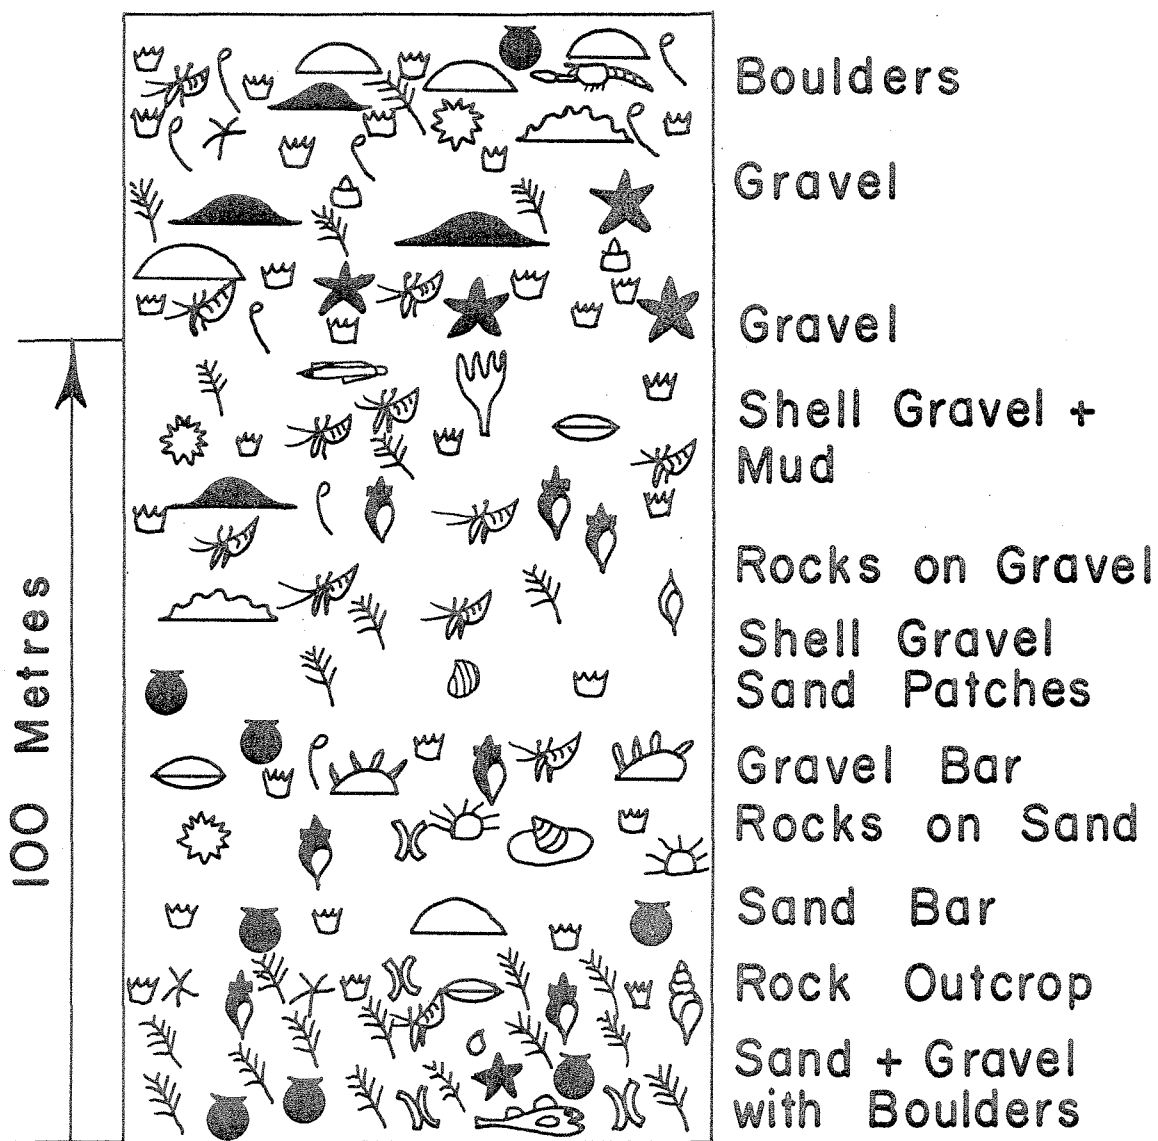 Boulders
Gravel
Gravel
Shell Gravel +
Mud
Rocks on Gravel
Shell Gravel
Sand Patches
Gravel Bar
Rocks on Sand
Sand Bar
Rock Outcrop
Sand + Gravel
with Boulders
100 Metres